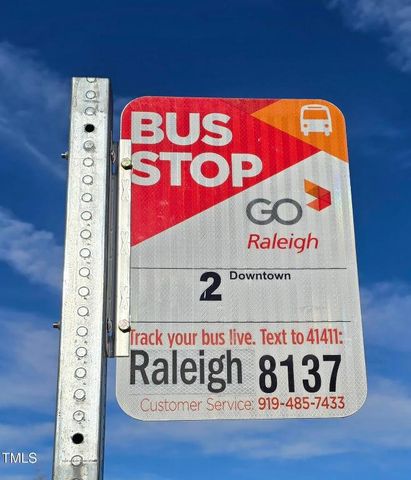 BUS
STOP
GO
Raleigh
2 Downtown
Track your bus live. Text to 41411:
Raleigh 8137
Customer Service: 919-485-7433
TMLS